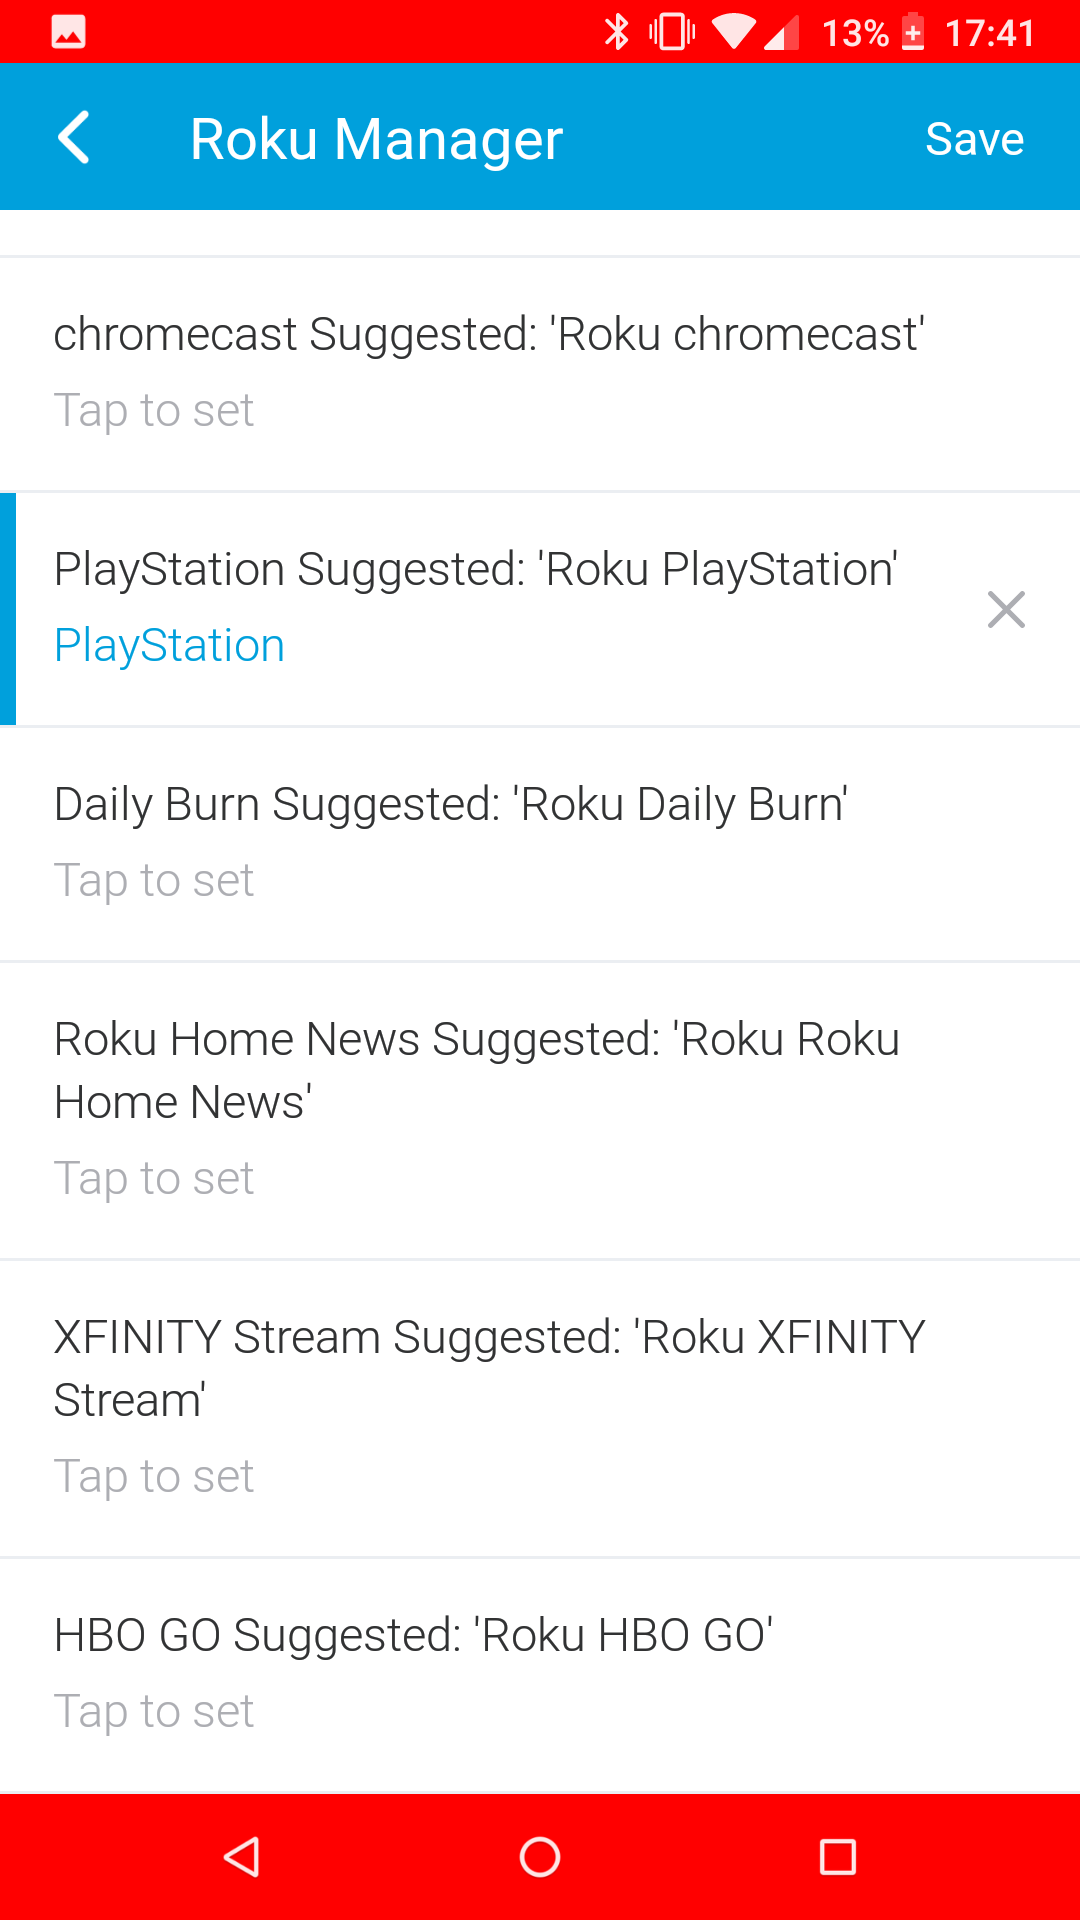 13% 17:41
Roku Manager Save
chromecast Suggested: 'Roku chromecast'
Tap to set
PlayStation Suggested: 'Roku PlayStation'
PlayStation
Daily Burn Suggested: 'Roku Daily Burn'
Tap to set
Roku Home News Suggested: 'Roku Roku
Home News'
Tap to set
XFINITY Stream Suggested: 'Roku XFINITY
Stream'
Tap to set
HBO GO Suggested: 'Roku HBO GO'
Tap to set